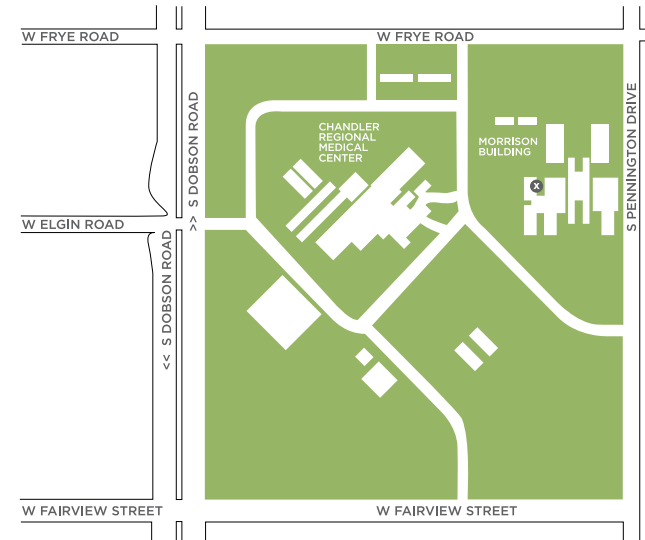 W FRYE ROAD
W FRYE ROAD
CHANDLER
REGIONAL
MEDICAL
CENTER
MORRISON
BUILDING
X
>> S DOBSON ROAD
S PENNINGTON DRIVE
W ELGIN ROAD
<< S DOBSON ROAD
W FAIRVIEW STREET
W FAIRVIEW STREET